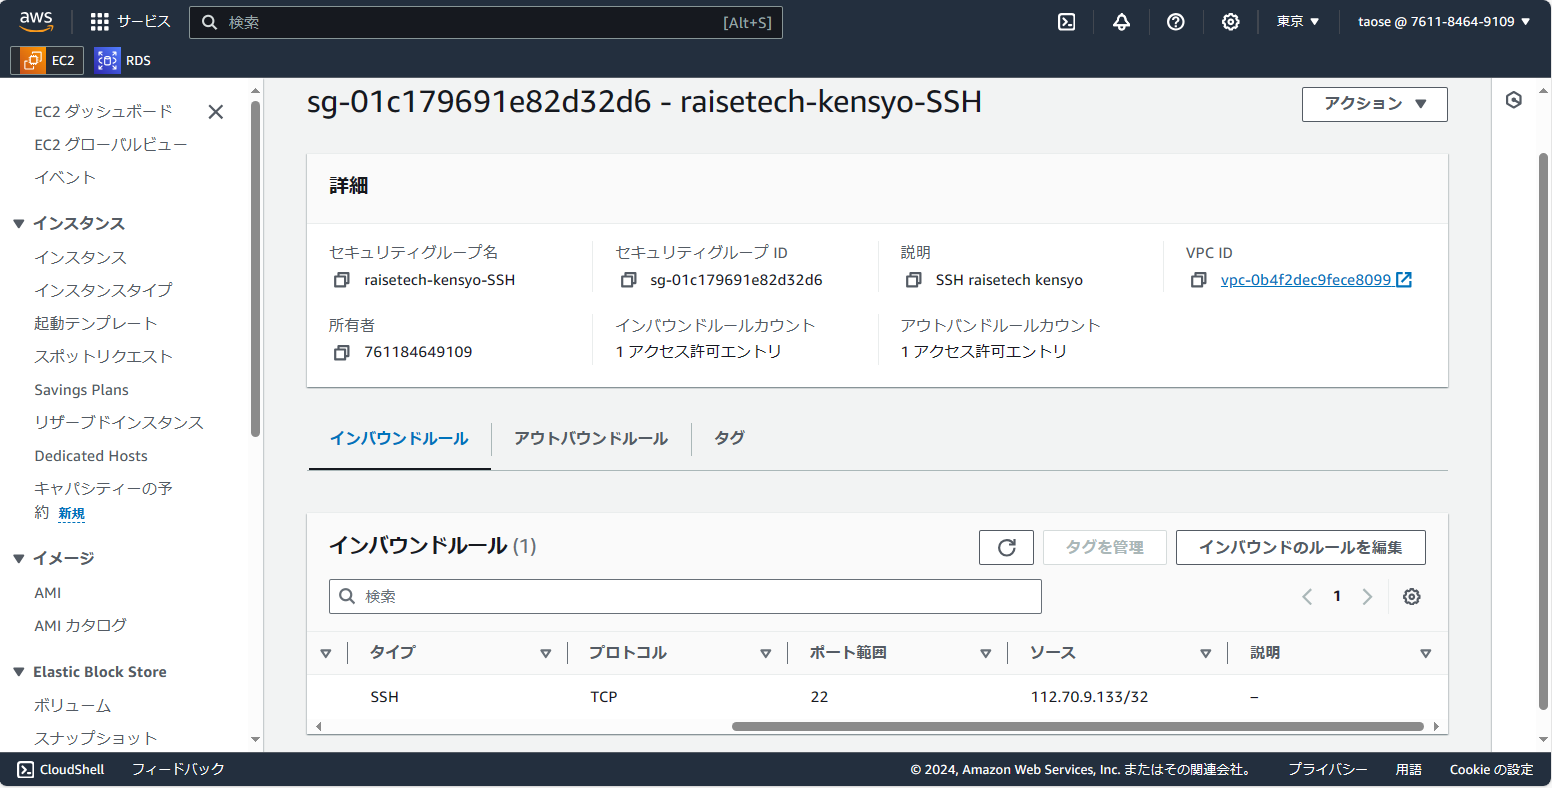 aws
サービス
検索
[Alt+S]
東京 ▼
taose @ 7611-8464-9109 ▼
EC2
RDS
EC2 ダッシュボード
EC2 グローバルビュー
イベント
▼ インスタンス
インスタンス
インスタンスタイプ
起動テンプレート
スポットリクエスト
Savings Plans
リザーブドインスタンス
Dedicated Hosts
キャパシティーの予
約 新規
▼ イメージ
AMI
AMI カタログ
▼ Elastic Block Store
ボリューム
スナップショット
sg-01c179691e82d32d6 - raisetech-kensyo-SSH
アクション ▼
詳細
セキュリティグループ名
raisetech-kensyo-SSH
セキュリティグループ ID
sg-01c179691e82d32d6
説明
SSH raisetech kensyo
VPC ID
vpc-0b4f2dec9fece8099
所有者
761184649109
インバウンドルールカウント
1 アクセス許可エントリ
アウトバンドルールカウント
1 アクセス許可エントリ
インバウンドルール
アウトバウンドルール
タグ
インバウンドルール (1)
タグを管理
インバウンドのルールを編集
検索
1
タイプ
プロトコル
ポート範囲
ソース
説明
SSH
TCP
22
112.70.9.133/32
–
CloudShell
フィードバック
© 2024, Amazon Web Services, Inc. またはその関連会社。
プライバシー
用語
Cookie の設定